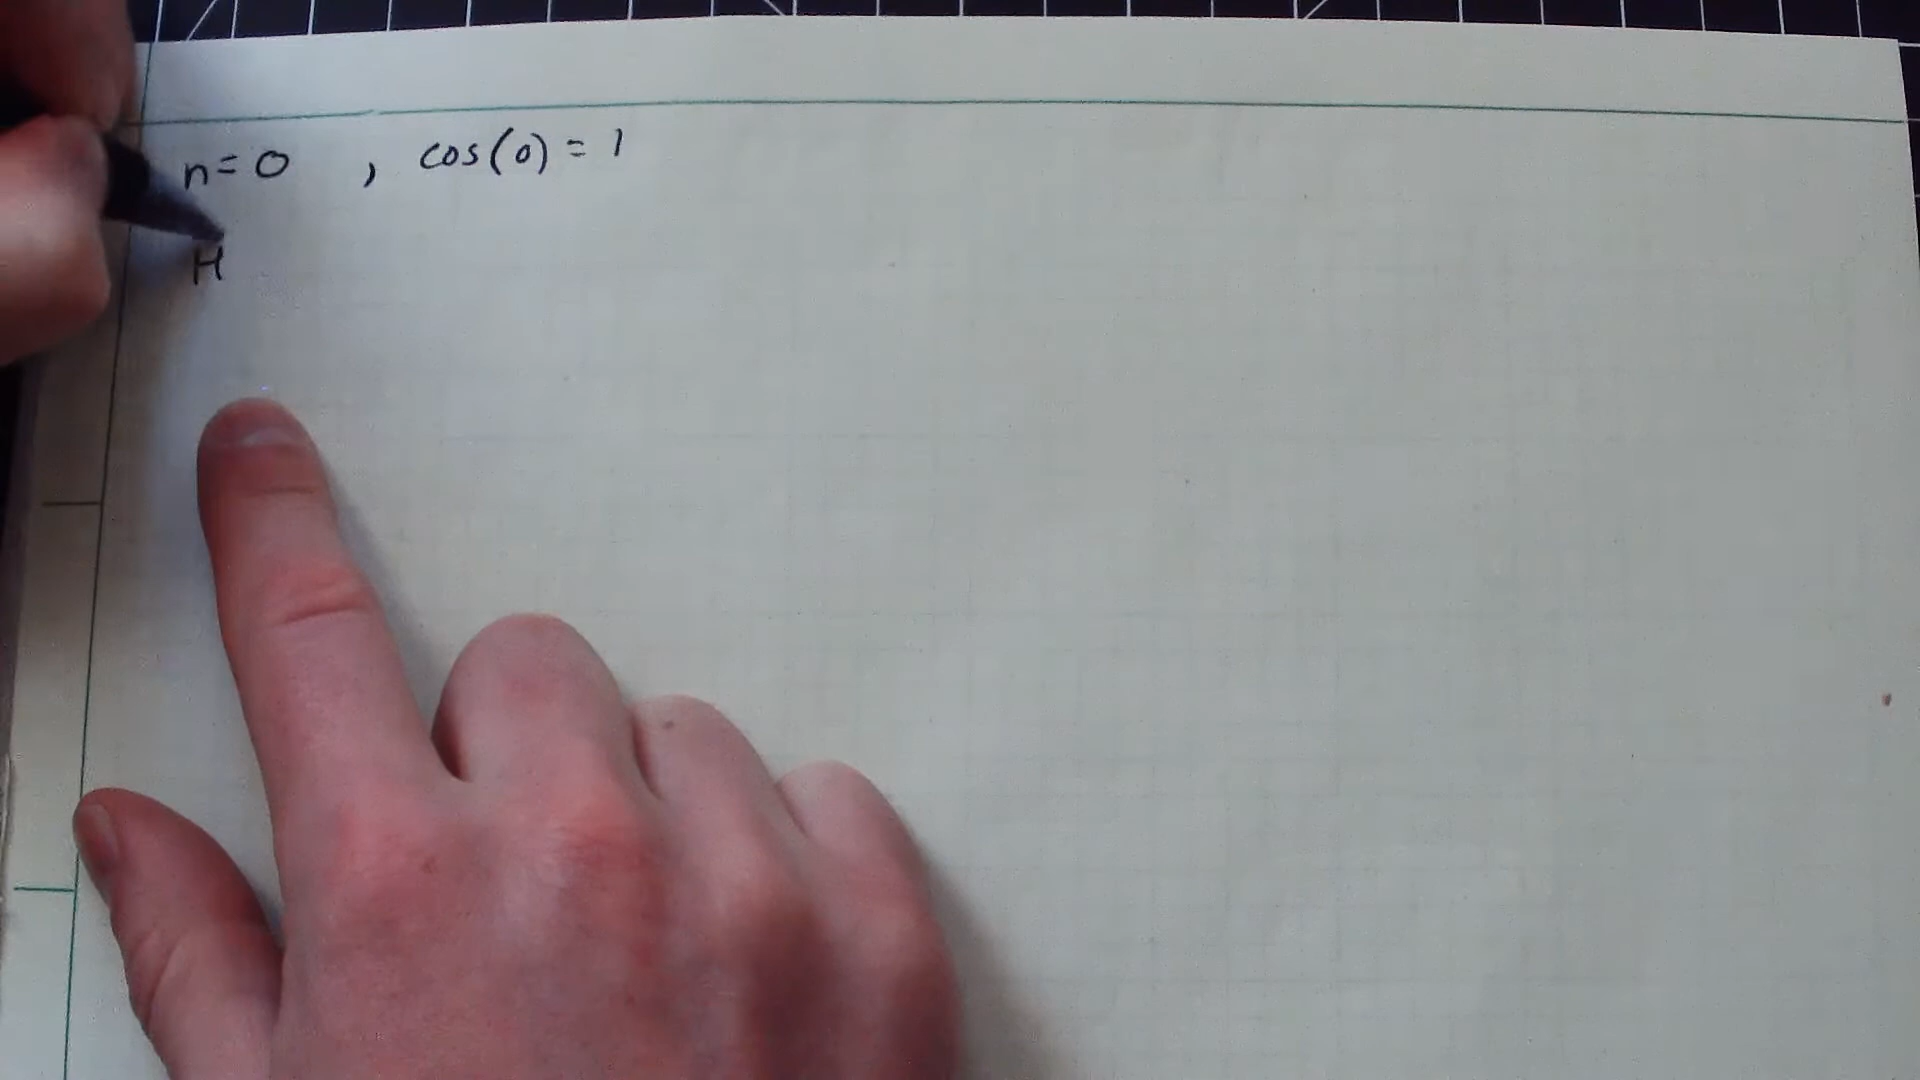 n=0 , cos(0) = 1
H